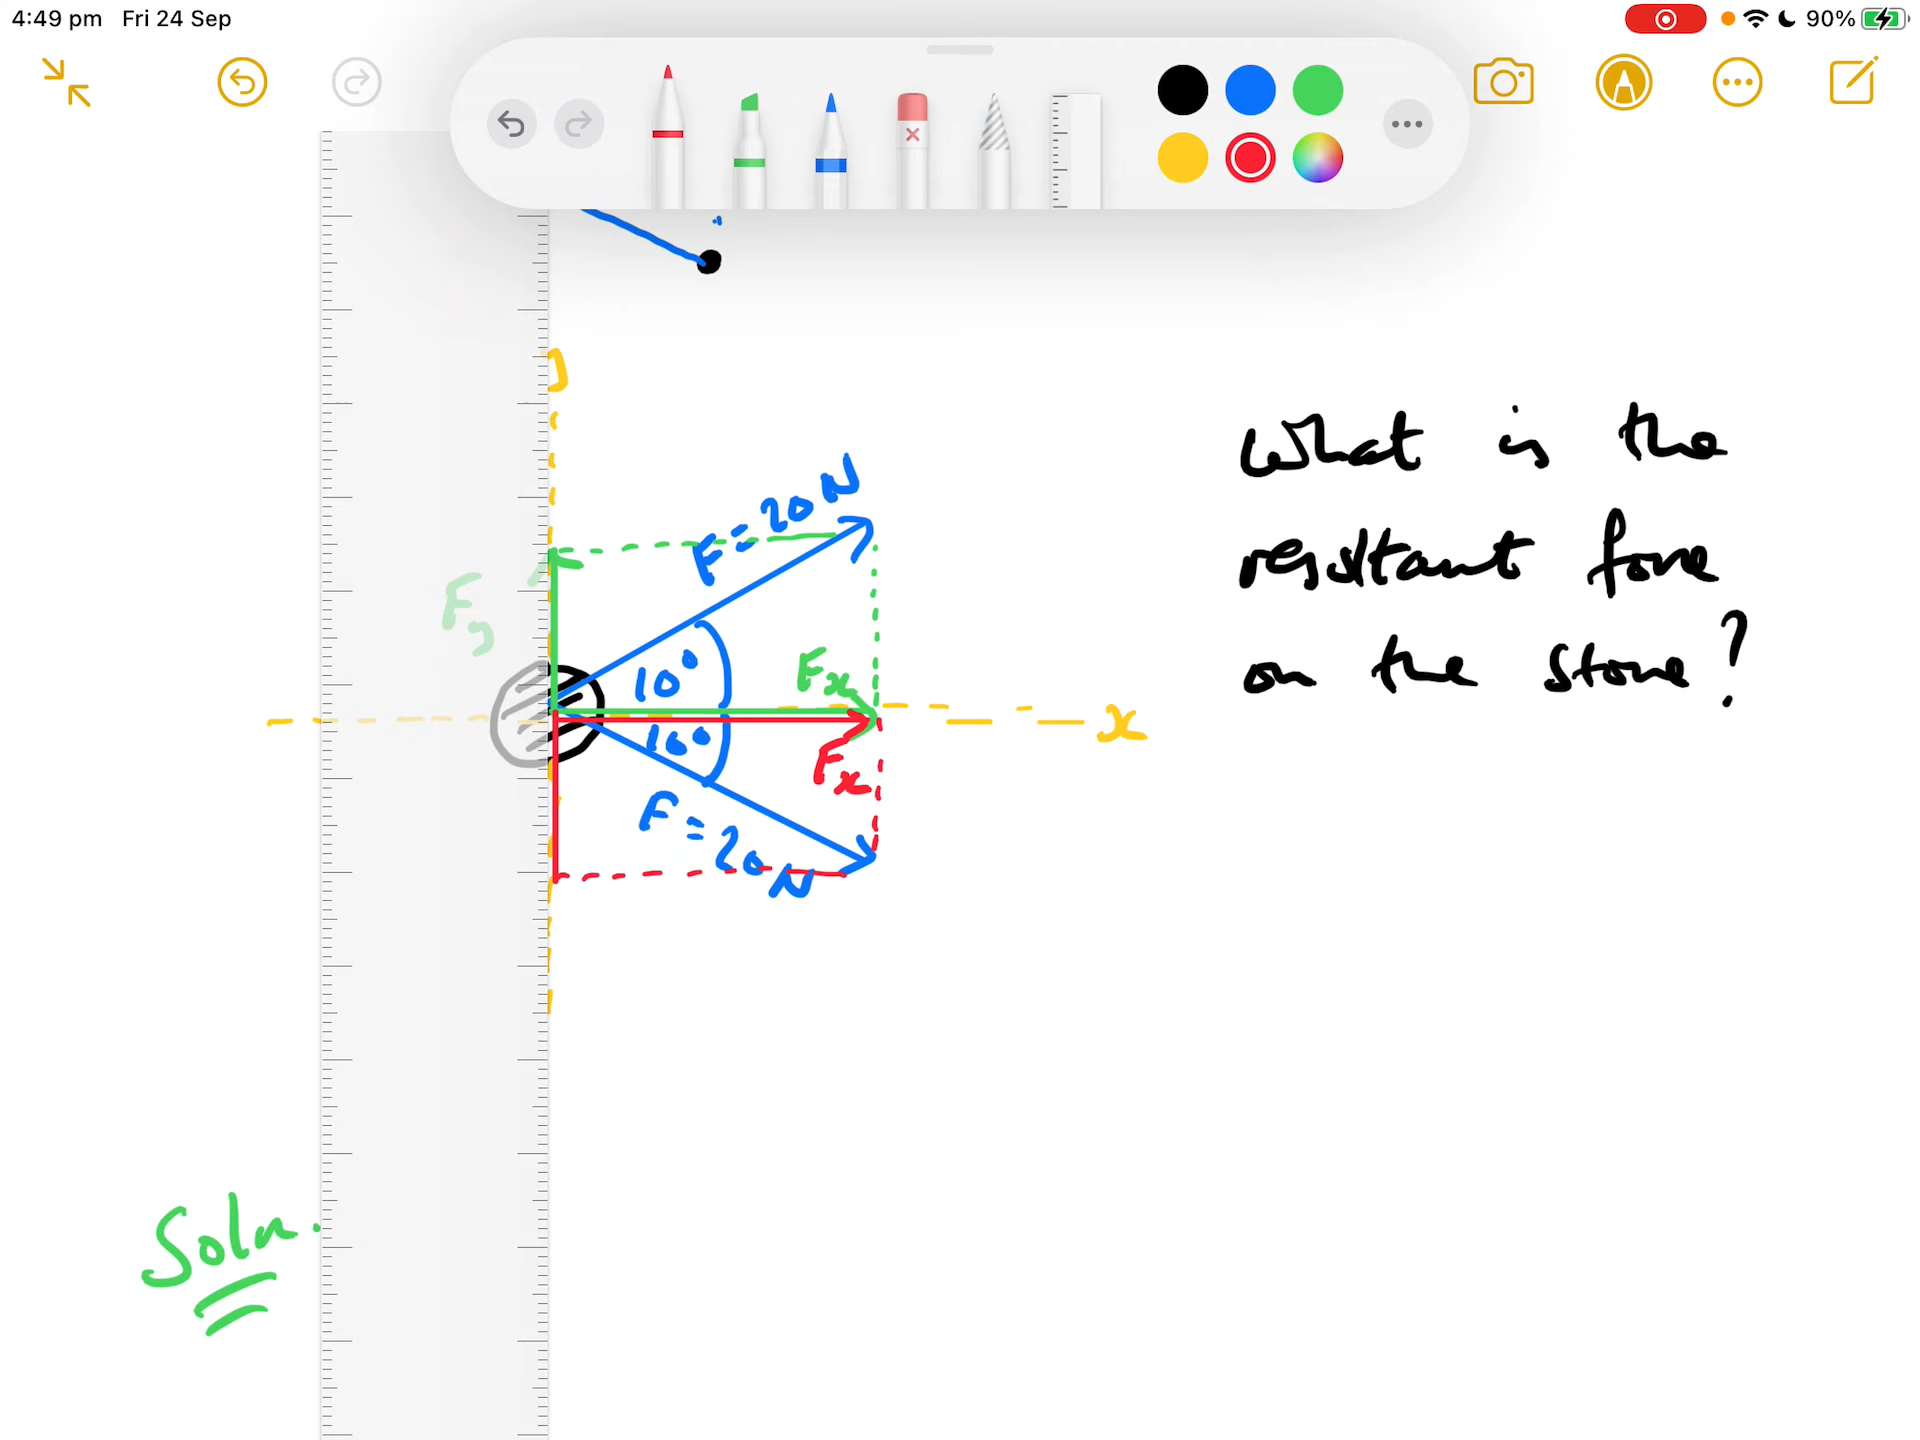 4:49 pm Fri 24 Sep
90%
What is the
resultant force
on the stone?
F = 20 N
Fy
10°
Fx
x
10°
Fx
F = 20 N
Soln.